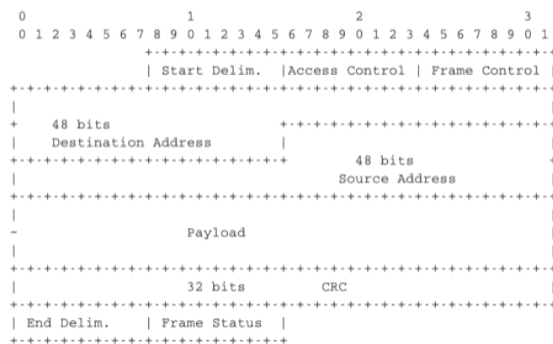 0 1 2 3
0 1 2 3 4 5 6 7 8 9 0 1 2 3 4 5 6 7 8 9 0 1 2 3 4 5 6 7 8 9 0 1
| Start Delim. |Access Control | Frame Control |
48 bits
Destination Address
48 bits
Source Address
~ Payload
| 32 bits CRC |
| End Delim. | Frame Status |